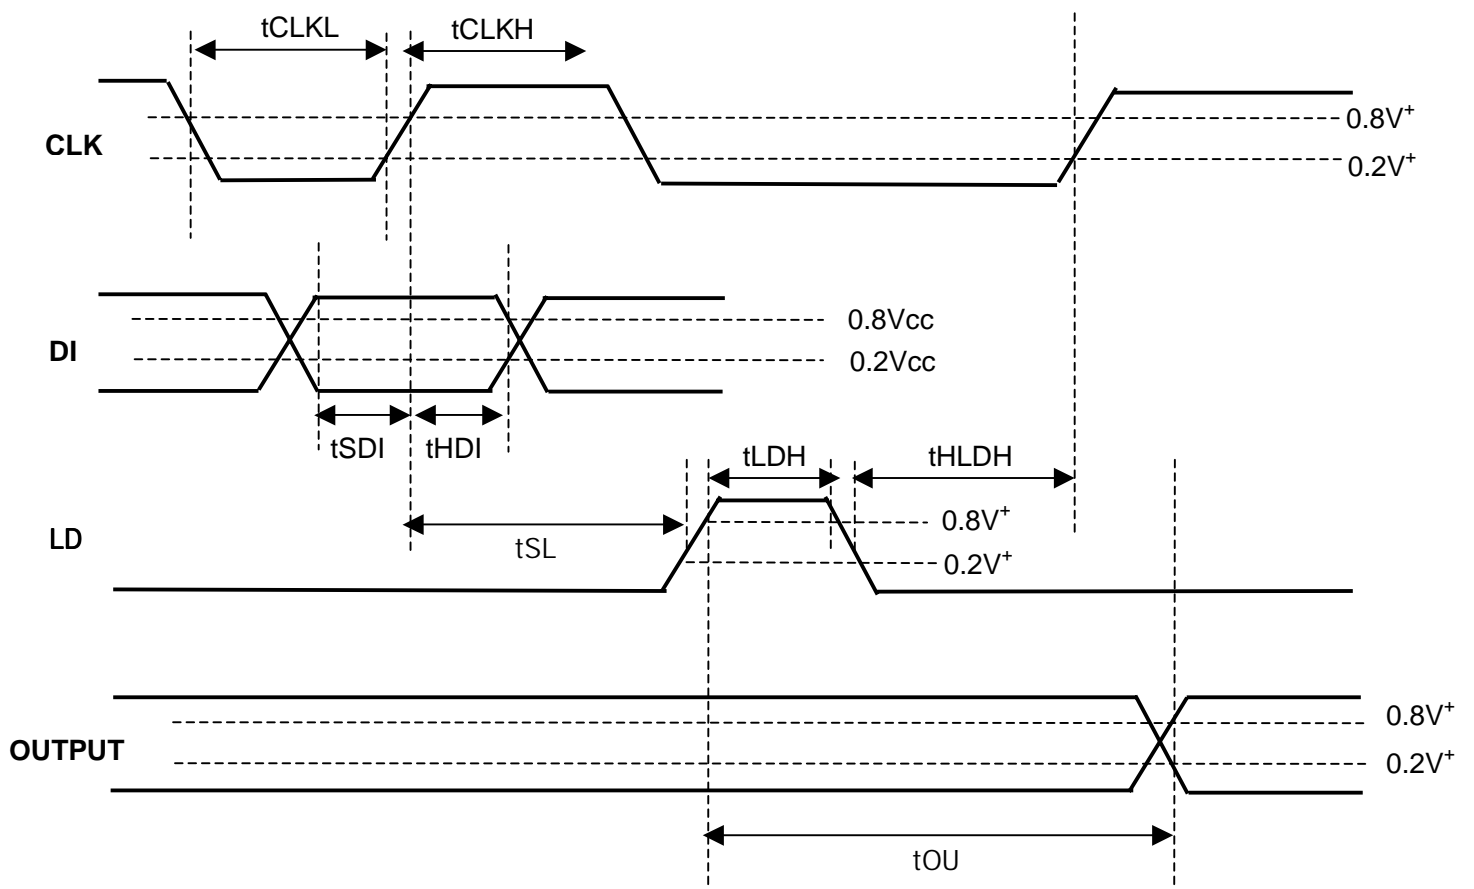 tCLKL
tCLKH
CLK
0.8V⁺
0.2V⁺
DI
0.8Vcc
0.2Vcc
tSDI
tHDI
tLDH
tHLDH
LD
tSL
0.8V⁺
0.2V⁺
OUTPUT
0.8V⁺
0.2V⁺
tOU